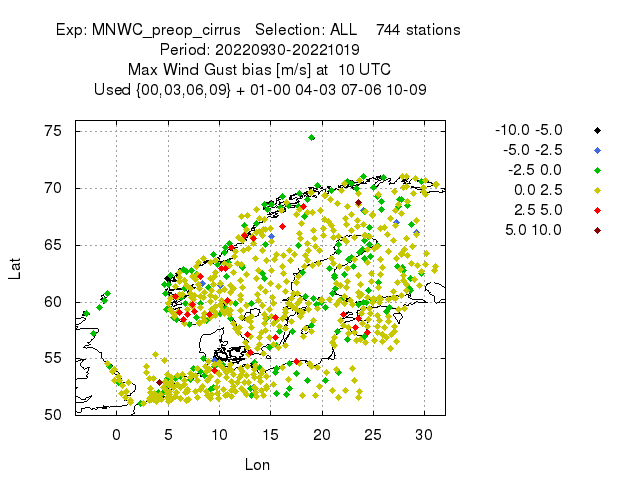 Exp: MNWC_preop_cirrus   Selection: ALL    744 stations
Period: 20220930-20221019
Max Wind Gust bias [m/s] at  10 UTC
Used {00,03,06,09} + 01-00 04-03 07-06 10-09
-10.0 -5.0
-5.0 -2.5
-2.5 0.0
0.0 2.5
2.5 5.0
5.0 10.0
Lat
75
70
65
60
55
50
0 5 10 15 20 25 30
Lon